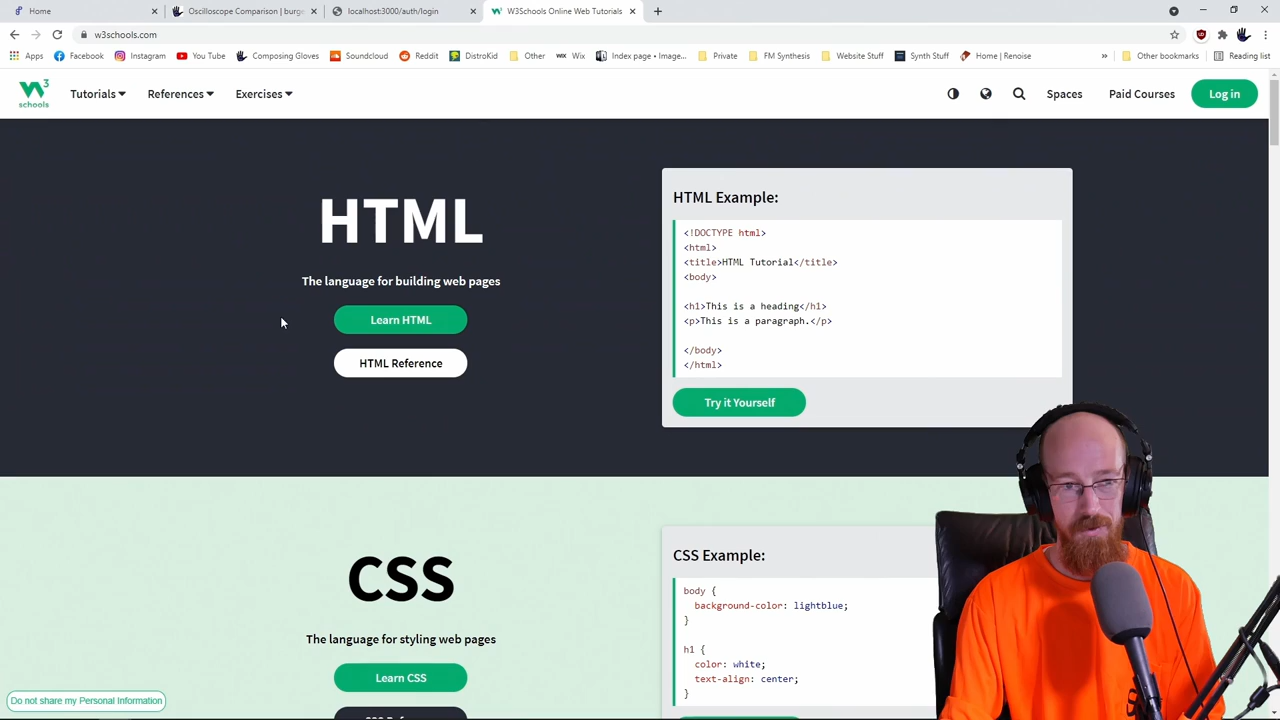 Home
Oscilloscope Comparison | burge
localhost:3000/auth/login
W3Schools Online Web Tutorials
w3schools.com
Apps
Facebook
Instagram
You Tube
Composing Gloves
Soundcloud
Reddit
DistroKid
Other
Wix
Index page • Image...
Private
FM Synthesis
Website Stuff
Synth Stuff
Home | Renoise
»
Other bookmarks
Reading list
W3 schools
Tutorials
References
Exercises
Spaces
Paid Courses
Log in
HTML
The language for building web pages
Learn HTML
HTML Reference
HTML Example:
<!DOCTYPE html>
<html>
<title>HTML Tutorial</title>
<body>
<h1>This is a heading</h1>
<p>This is a paragraph.</p>
</body>
</html>
Try it Yourself
CSS
The language for styling web pages
Learn CSS
CSS Example:
body {
background-color: lightblue;
}
h1 {
color: white;
text-align: center;
}
Do not share my Personal Information